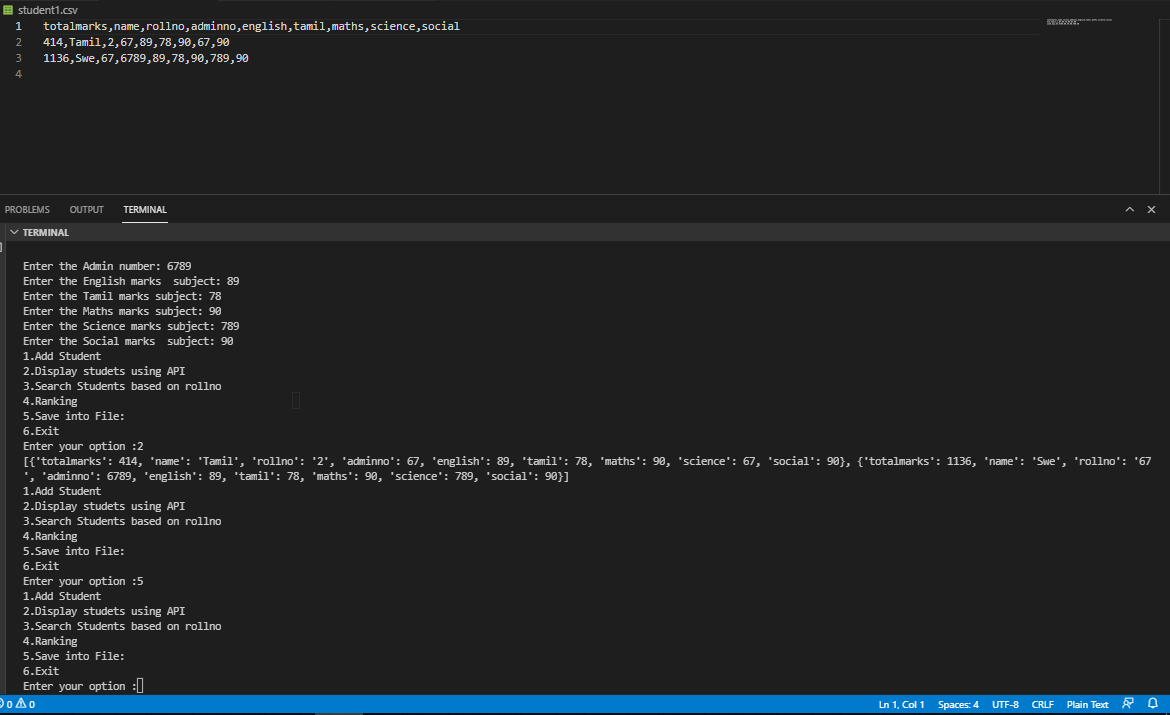 student1.csv
1 totalmarks,name,rollno,adminno,english,tamil,maths,science,social
2 414,Tamil,2,67,89,78,90,67,90
3 1136,Swe,67,6789,89,78,90,789,90
4
PROBLEMS OUTPUT TERMINAL
TERMINAL
Enter the Admin number: 6789
Enter the English marks  subject: 89
Enter the Tamil marks subject: 78
Enter the Maths marks subject: 90
Enter the Science marks subject: 789
Enter the Social marks  subject: 90
1.Add Student
2.Display studets using API
3.Search Students based on rollno
4.Ranking
5.Save into File:
6.Exit
Enter your option :2
[{'totalmarks': 414, 'name': 'Tamil', 'rollno': '2', 'adminno': 67, 'english': 89, 'tamil': 78, 'maths': 90, 'science': 67, 'social': 90}, {'totalmarks': 1136, 'name': 'Swe', 'rollno': '67
', 'adminno': 6789, 'english': 89, 'tamil': 78, 'maths': 90, 'science': 789, 'social': 90}]
1.Add Student
2.Display studets using API
3.Search Students based on rollno
4.Ranking
5.Save into File:
6.Exit
Enter your option :5
1.Add Student
2.Display studets using API
3.Search Students based on rollno
4.Ranking
5.Save into File:
6.Exit
Enter your option :
0 0 Ln 1, Col 1 Spaces: 4 UTF-8 CRLF Plain Text